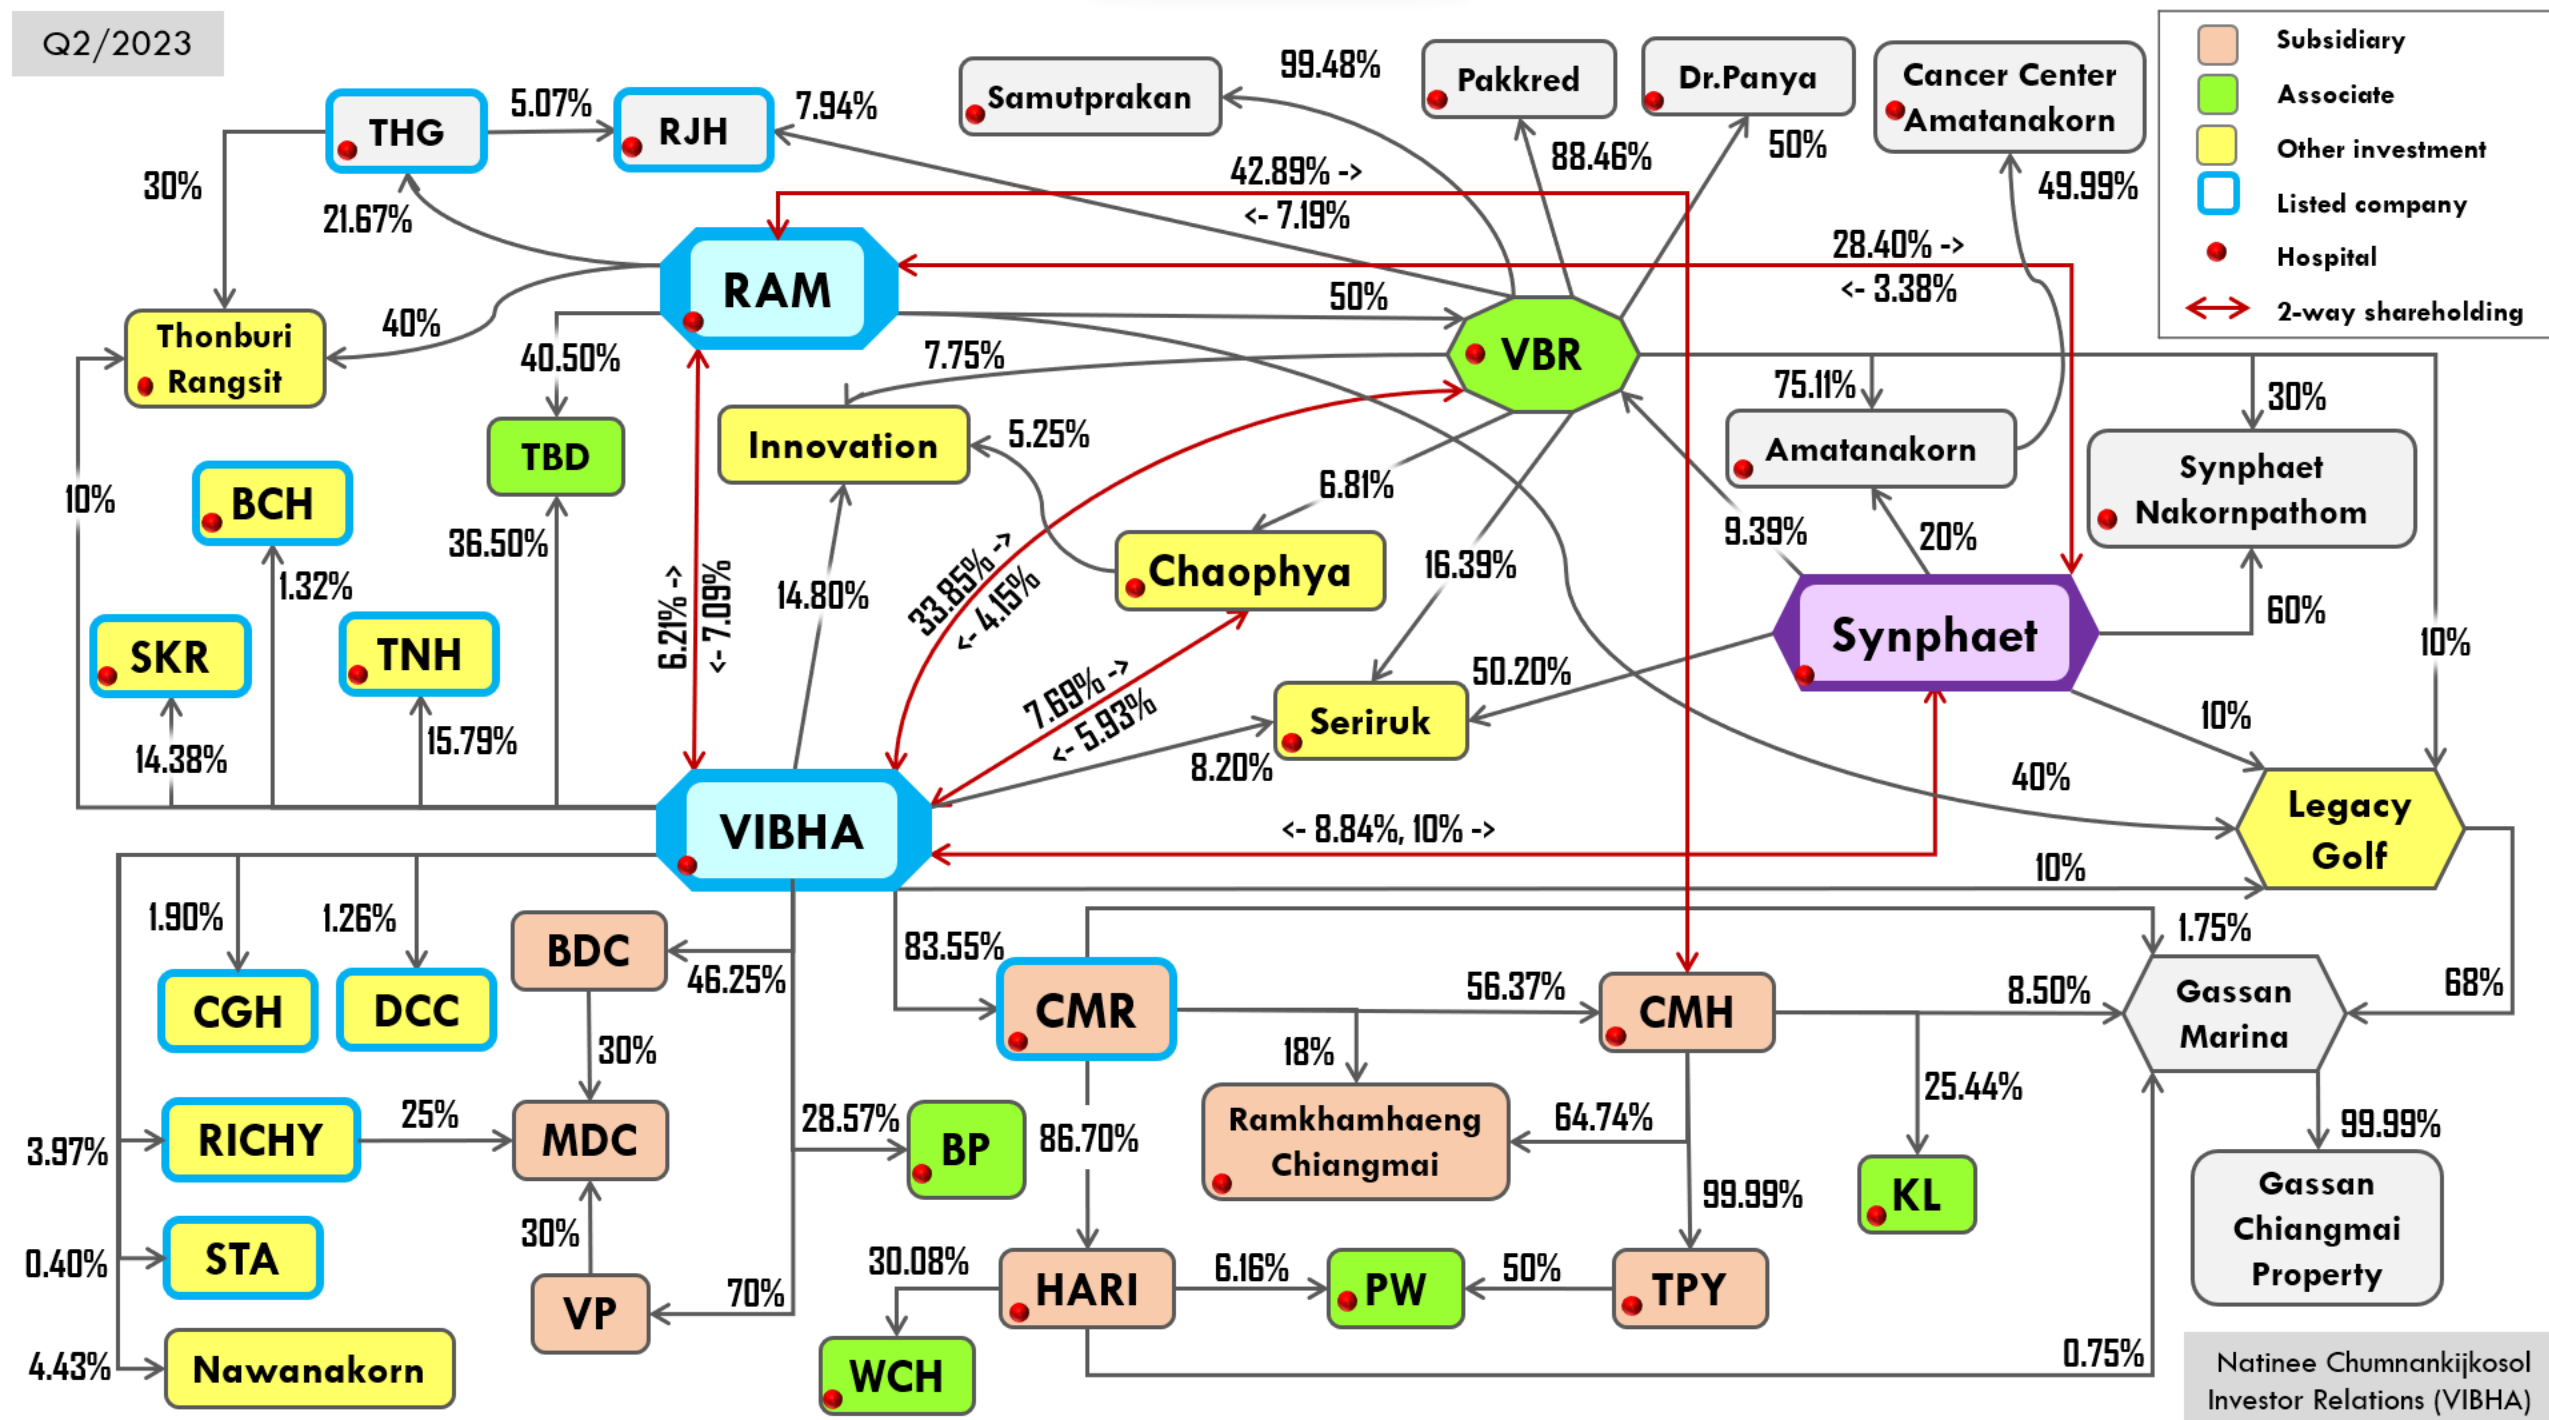 Q2/2023
Subsidiary
Associate
Other investment
Listed company
Hospital
2-way shareholding
Samutprakan
99.48%
Pakkred
Dr.Panya
Cancer Center
Amatanakorn
THG
5.07%
RJH
7.94%
88.46%
50%
49.99%
30%
21.67%
42.89% ->
<- 7.19%
28.40% ->
<- 3.38%
RAM
50%
Thonburi
Rangsit
40%
40.50%
7.75%
VBR
75.11%
30%
TBD
Innovation
5.25%
Amatanakorn
Synphaet
Nakornpathom
10%
BCH
36.50%
6.81%
9.39%
20%
1.32%
14.80%
33.85% ->
<- 4.15%
Chaophya
16.39%
60%
6.21% ->
<- 7.09%
SKR
TNH
Synphaet
10%
7.69% ->
<- 5.93%
50.20%
Seriruk
10%
14.38%
15.79%
8.20%
40%
Legacy
Golf
VIBHA
<- 8.84%, 10% ->
10%
1.90%
1.26%
BDC
46.25%
83.55%
1.75%
CGH
DCC
CMR
56.37%
CMH
8.50%
Gassan
Marina
68%
30%
18%
25.44%
3.97%
RICHY
25%
MDC
28.57%
BP
86.70%
Ramkhamhaeng
Chiangmai
64.74%
99.99%
99.99%
KL
Gassan
Chiangmai
Property
0.40%
STA
30%
VP
70%
30.08%
HARI
6.16%
PW
50%
TPY
4.43%
Nawanakorn
WCH
0.75%
Natinee Chumnankijkosol
Investor Relations (VIBHA)